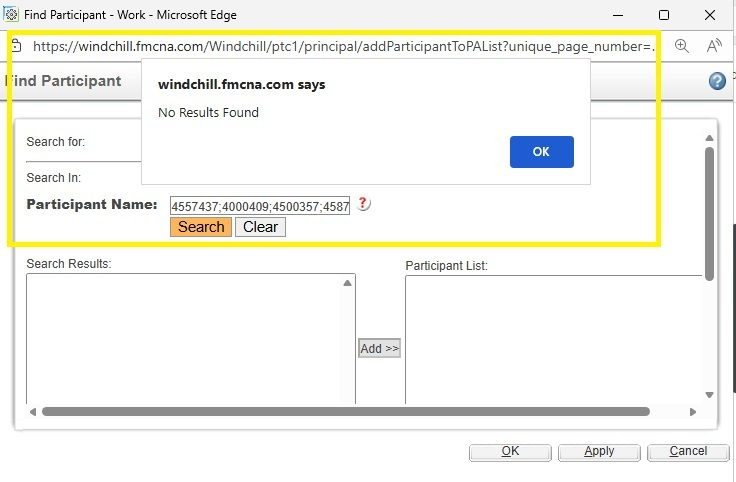 Find Participant - Work - Microsoft Edge
https://windchill.fmcna.com/Windchill/ptc1/principal/addParticipantToPAList?unique_page_number=...
Find Participant
windchill.fmcna.com says
No Results Found
OK
Search for:
Search In:
Participant Name: 4557437;4000409;4500357;4587
Search Clear
Search Results:
Participant List:
Add >>
OK Apply Cancel